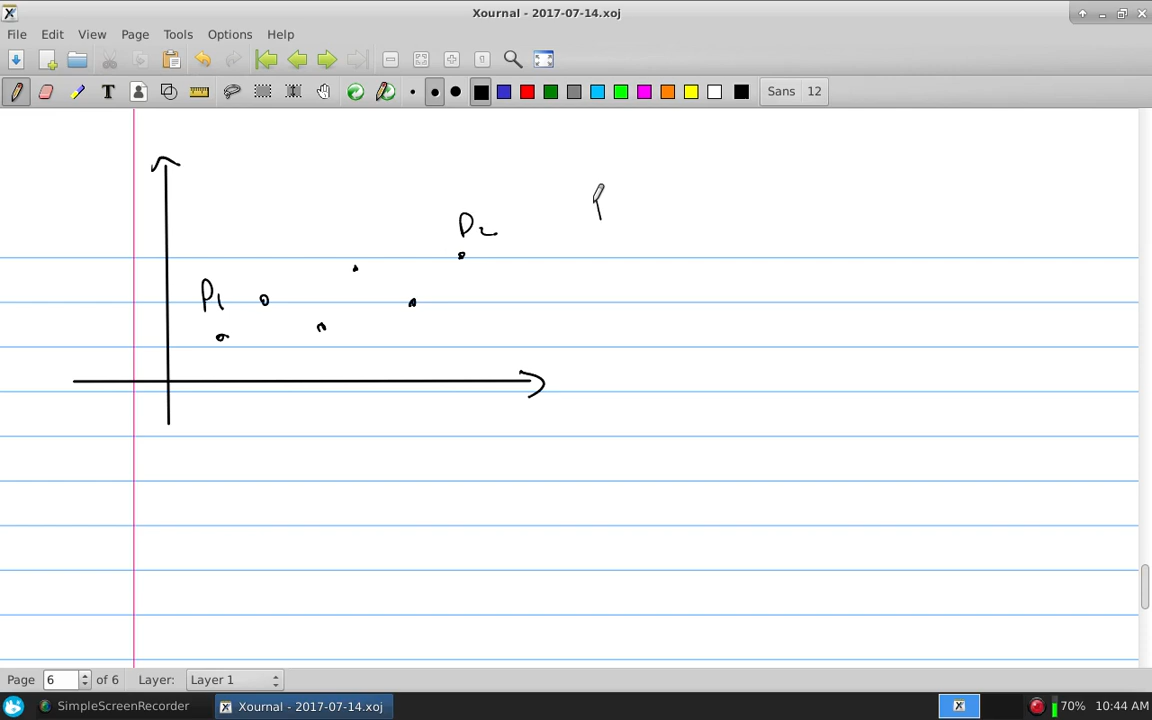 Xournal - 2017-07-14.xoj
File Edit View Page Tools Options Help
Sans 12
P2
P1
Page 6 of 6 Layer: Layer 1
SimpleScreenRecorder Xournal - 2017-07-14.xoj 70% 10:44 AM